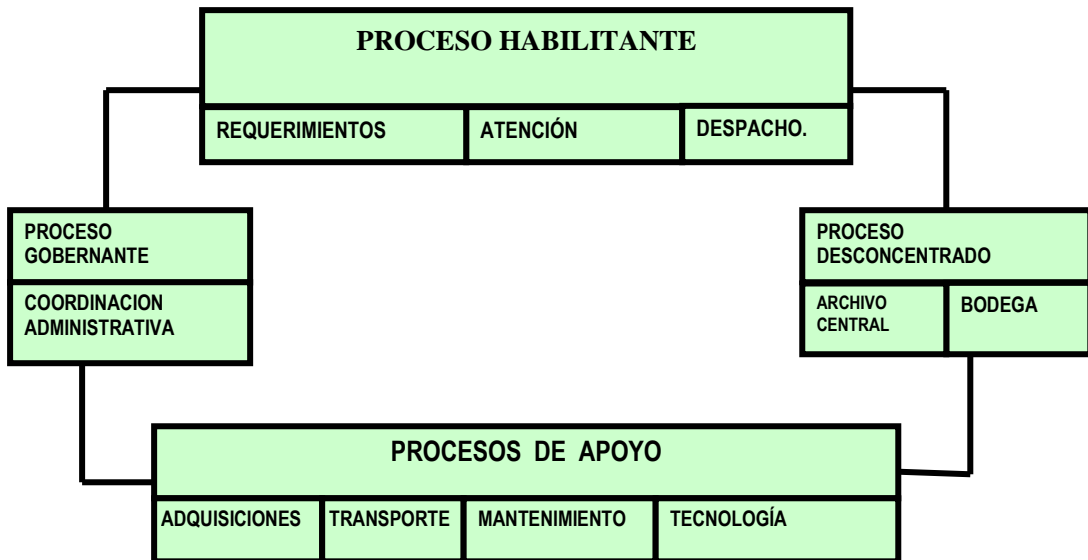 PROCESO HABILITANTE
REQUERIMIENTOS
ATENCIÓN
DESPACHO.
PROCESO
GOBERNANTE
COORDINACION
ADMINISTRATIVA
PROCESO
DESCONCENTRADO
ARCHIVO
CENTRAL
BODEGA
PROCESOS DE APOYO
ADQUISICIONES
TRANSPORTE
MANTENIMIENTO
TECNOLOGÍA